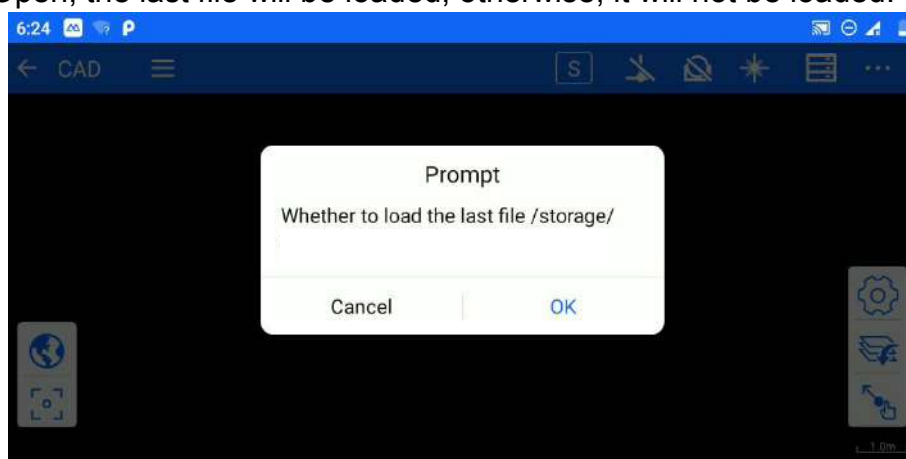 Open, the last file will be loaded; otherwise, it will not be loaded.
6:24 P
CAD S
Prompt
Whether to load the last file /storage/
Cancel OK
1.0m